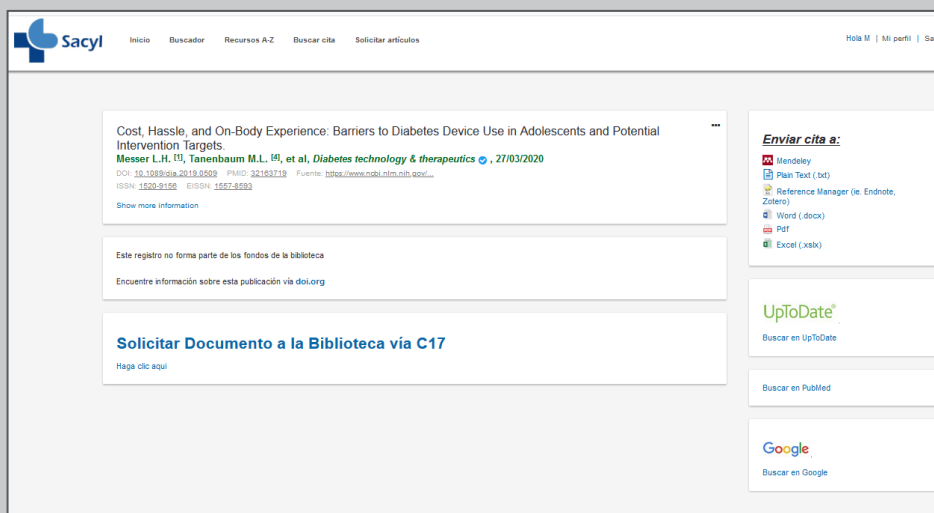 Sacyl
Inicio Buscador Recursos A-Z Buscar cita Solicitar artículos
Hola M | Mi perfil | Sa
Cost, Hassle, and On-Body Experience: Barriers to Diabetes Device Use in Adolescents and Potential
Intervention Targets.
Messer L.H. [1], Tanenbaum M.L. [4], et al, Diabetes technology & therapeutics , 27/03/2020
DOI: 10.1089/dia.2019.0509 PMID: 32163719 Fuente: https://www.ncbi.nlm.nih.gov/...
ISSN: 1520-9156 EISSN: 1557-8593
Show more information
Este registro no forma parte de los fondos de la biblioteca
Encuentre información sobre esta publicación vía doi.org
Solicitar Documento a la Biblioteca via C17
Haga clic aquí
Enviar cita a:
Mendeley
Plain Text (.txt)
Reference Manager (ie. Endnote,
Zotero)
Word (.docx)
Pdf
Excel (.xslx)
UpToDate®
Buscar en UpToDate
Buscar en PubMed
Google
Buscar en Google